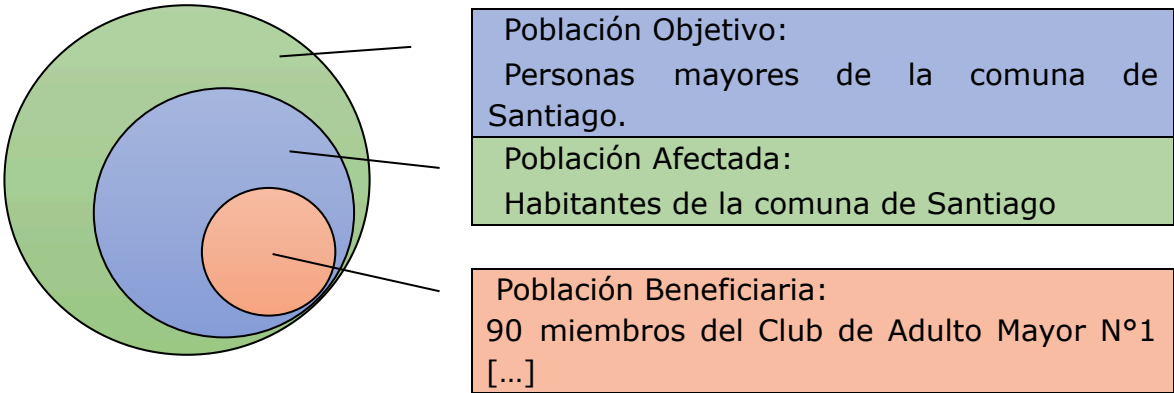 Población Objetivo:
Personas mayores de la comuna de
Santiago.
Población Afectada:
Habitantes de la comuna de Santiago
Población Beneficiaria:
90 miembros del Club de Adulto Mayor N°1
[…]